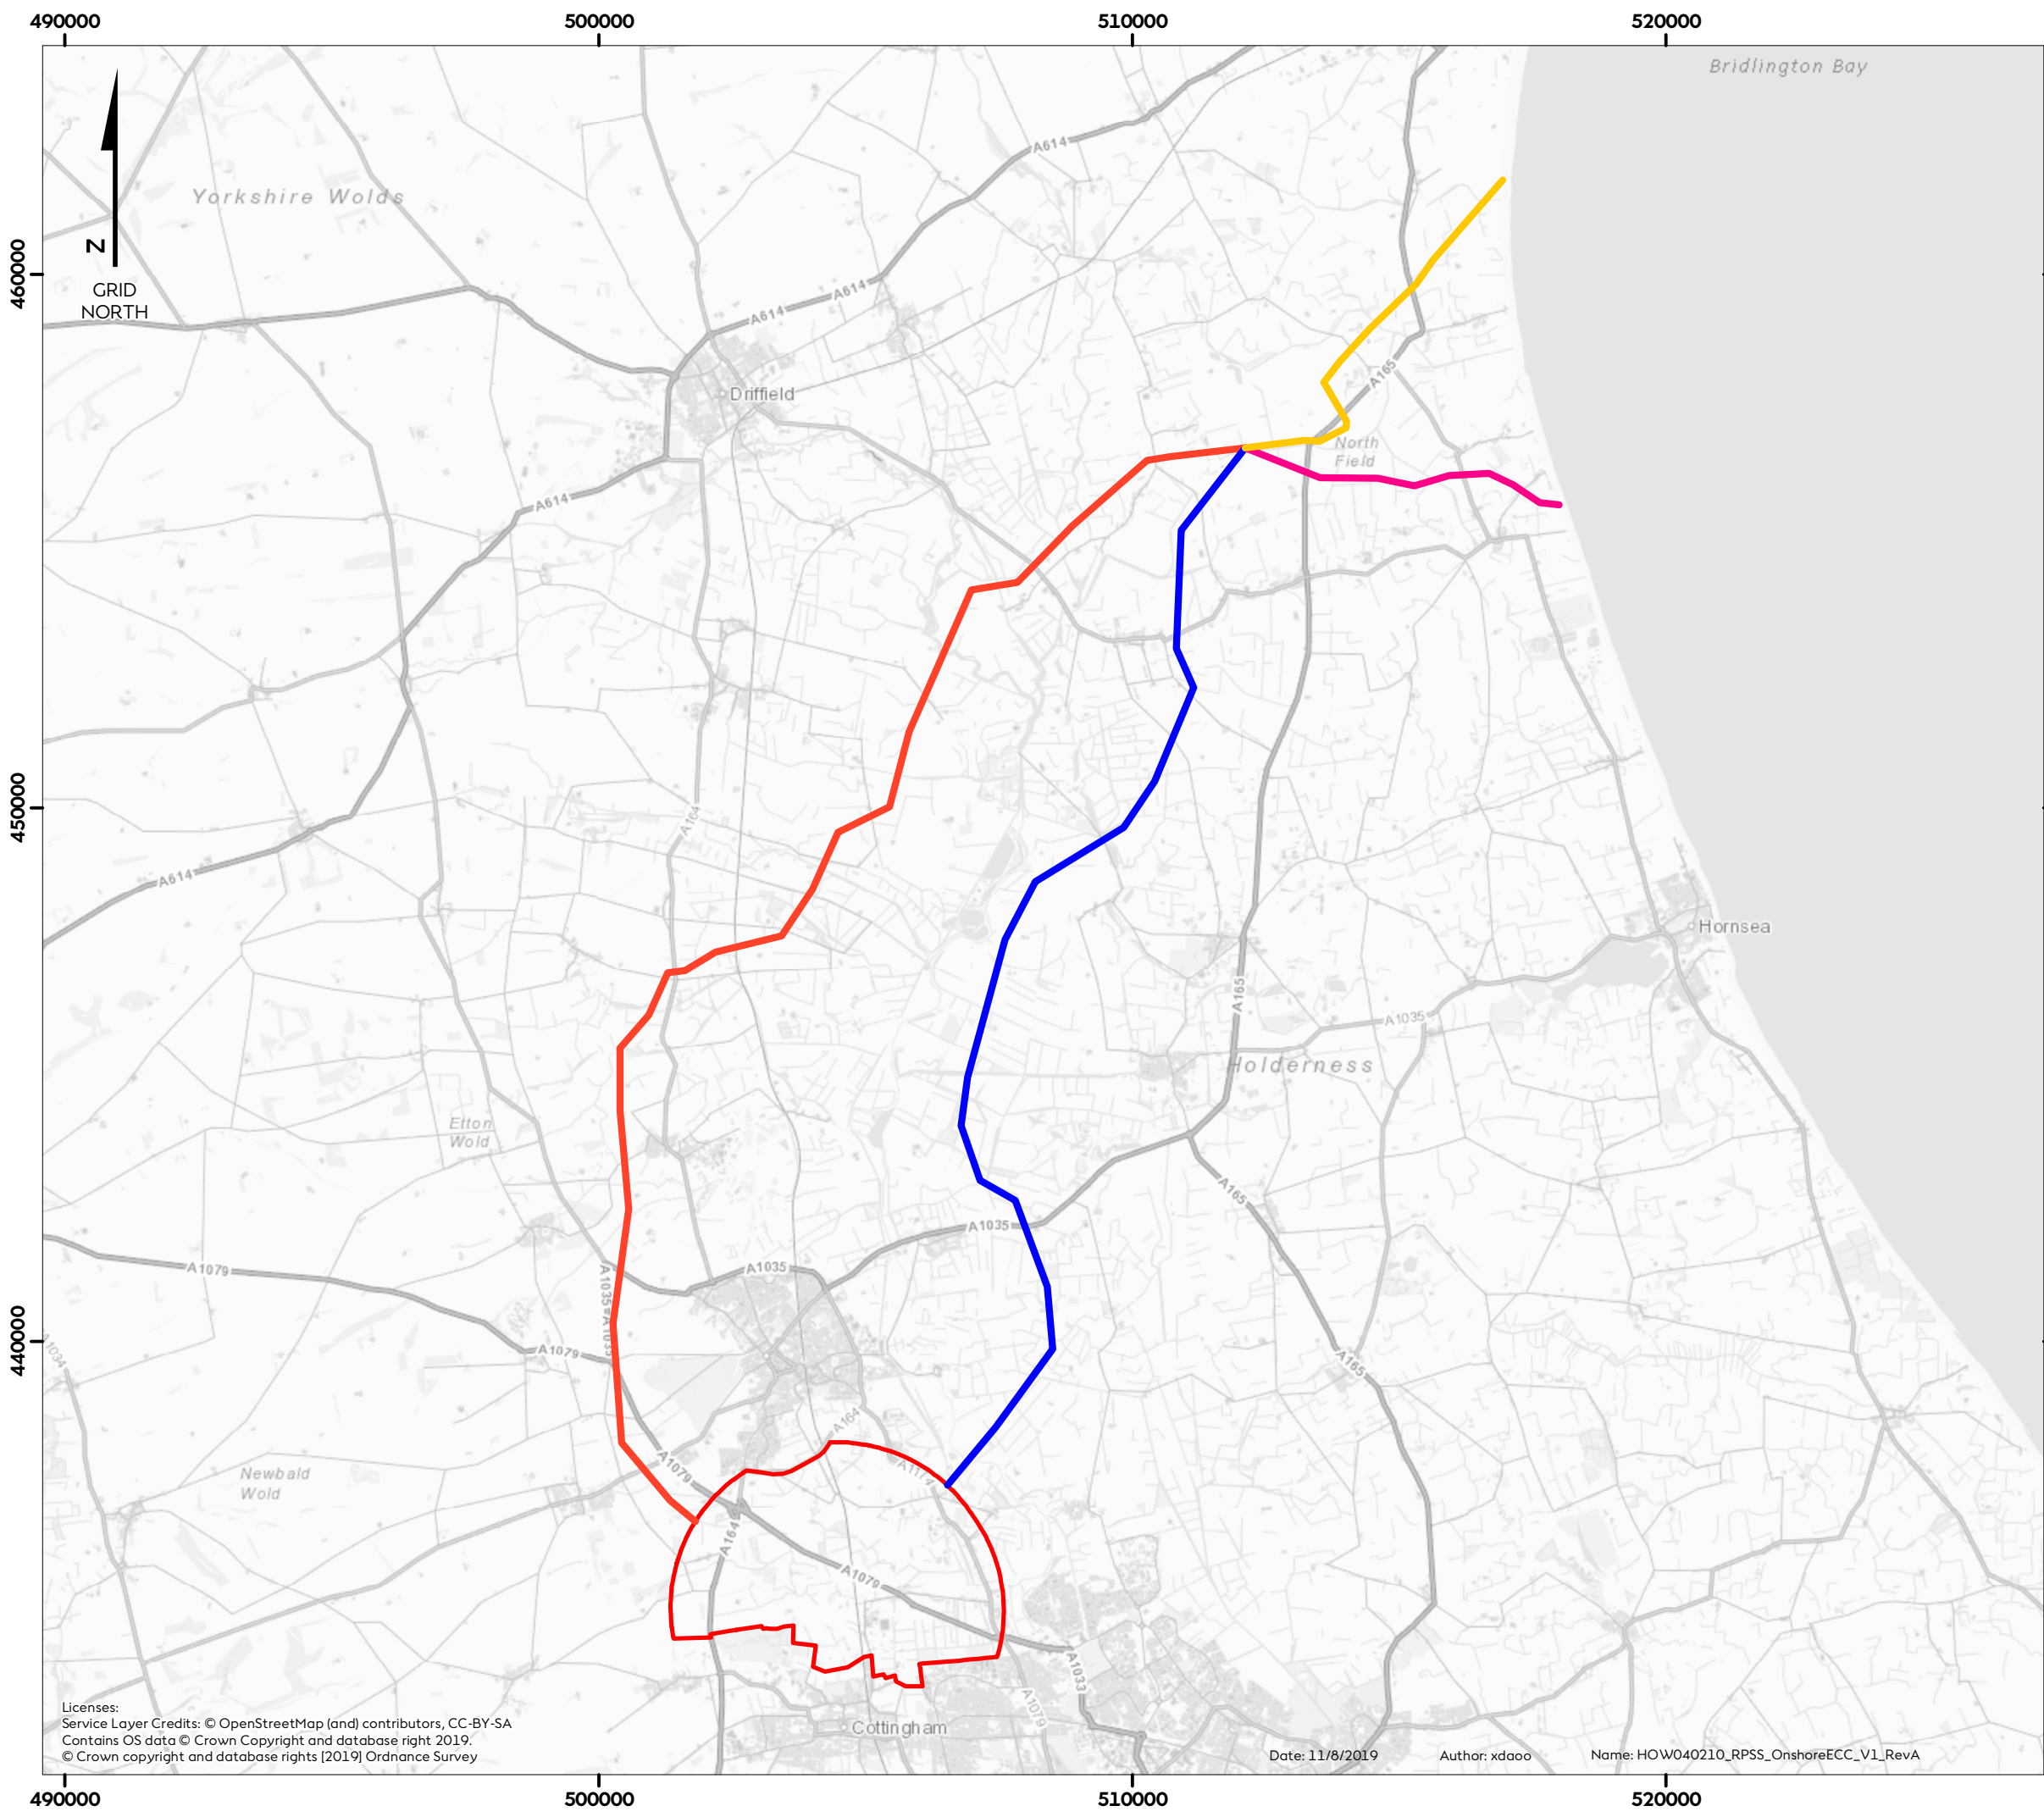 490000 500000 510000 520000
Bridlington Bay
A614
Yorkshire Wolds
N
460000
GRID
NORTH
A614
A614
A165
Driffield
North
Field
A614
450000
A164
A614
Hornsea
A165
A1035
Holderness
Etton
Wold
A165
A1035
A1079
A1035
A1035
A1035
440000
A1034
A1079
A165
A164
A1079
A1174
Newbald
Wold
A164
A1079
A1033
A1079
Cottingham
Licenses:
Service Layer Credits: © OpenStreetMap (and) contributors, CC-BY-SA
Contains OS data © Crown Copyright and database right 2019.
© Crown copyright and database rights [2019] Ordnance Survey
Date: 11/8/2019 Author: xdaoo Name: HOW040210_RPSS_OnshoreECC_V1_RevA
490000 500000 510000 520000